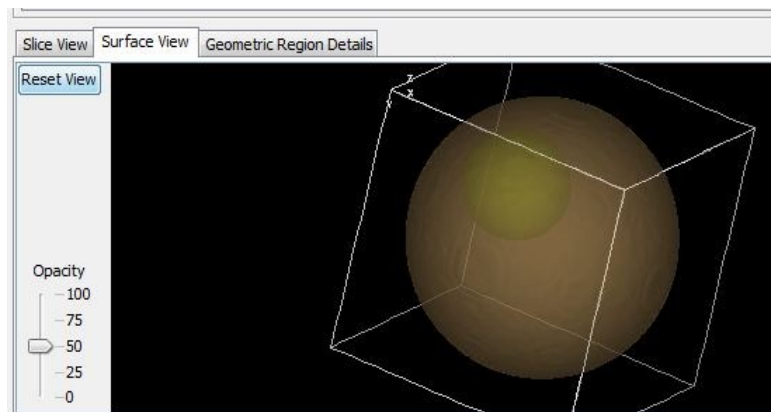 Slice View Surface View Geometric Region Details
Reset View
z
x
Y
Opacity
100
75
50
25
0